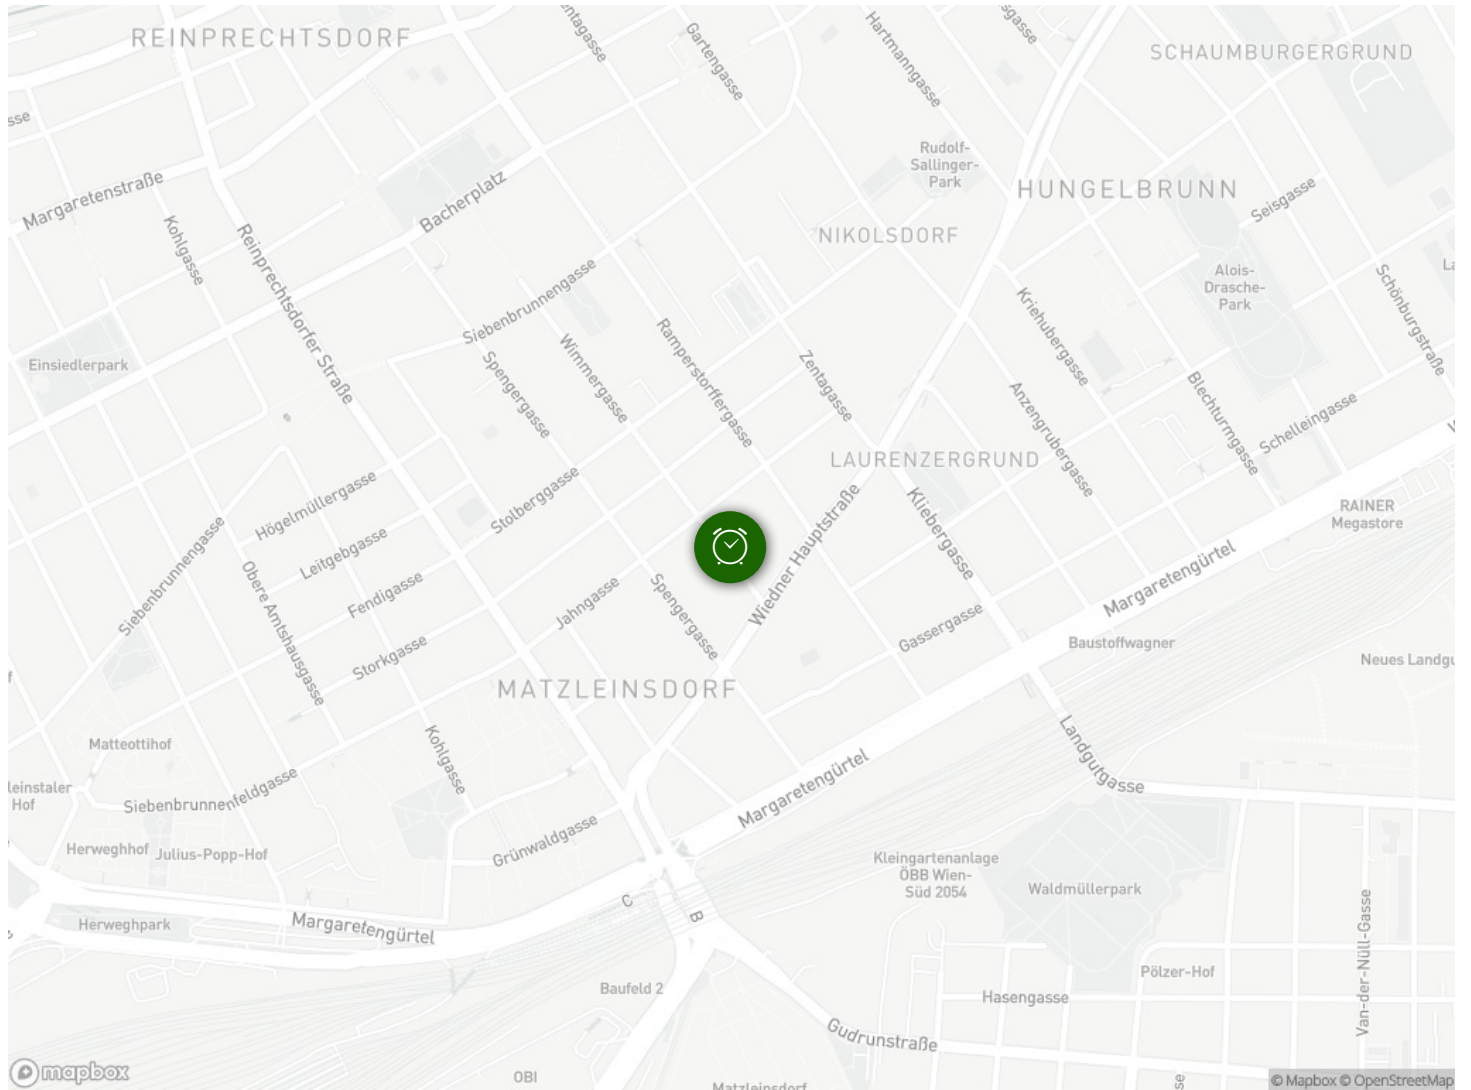 REINPRECHTSDORF
Gartengasse
Hartmanngasse
SCHAUMBURGERGRUND
Rudolf-
Sallinger-
Park
HUNGELBRUNN
Margaretenstraße
Bacherplatz
Seisgasse
Kohlgasse
NIKOLSDORF
Reinprechtsdorfer Straße
Alois-
Drasche-
Park
Schönburgstraße
Siebenbrunnengasse
Kriehubergasse
Einsiedlerpark
Wimmergasse
Ramperstorffergasse
Spengergasse
Zentagasse
Anzengrubergasse
Blechturmgasse
Schelleingasse
LAURENZERGRUND
Högelmüllergasse
Stolberggasse
Wiedner Hauptstraße
Kliebergasse
RAINER
Megastore
Siebenbrunnengasse
Leitgebgasse
Obere Amtshausgasse
Fendigasse
Jahngasse
Spengergasse
Margaretengürtel
Gassergasse
Baustoffwagner
Storkgasse
Neues Landgu
MATZLEINSDORF
Matteottihof
Kohlgasse
Landgutgasse
leinstaler
Hof
Siebenbrunnenfeldgasse
Margaretengürtel
Grünwaldgasse
Herweghhof
Julius-Popp-Hof
Kleingartenanlage
ÖBB Wien-
Süd 2054
Waldmüllerpark
Herweghpark
Margaretengürtel
C
B
Van-der-Nüll-Gasse
Pölzer-Hof
Baufeld 2
Hasengasse
Gudrunstraße
OBI
Matzleinsdorf
mapbox
© Mapbox © OpenStreetMap